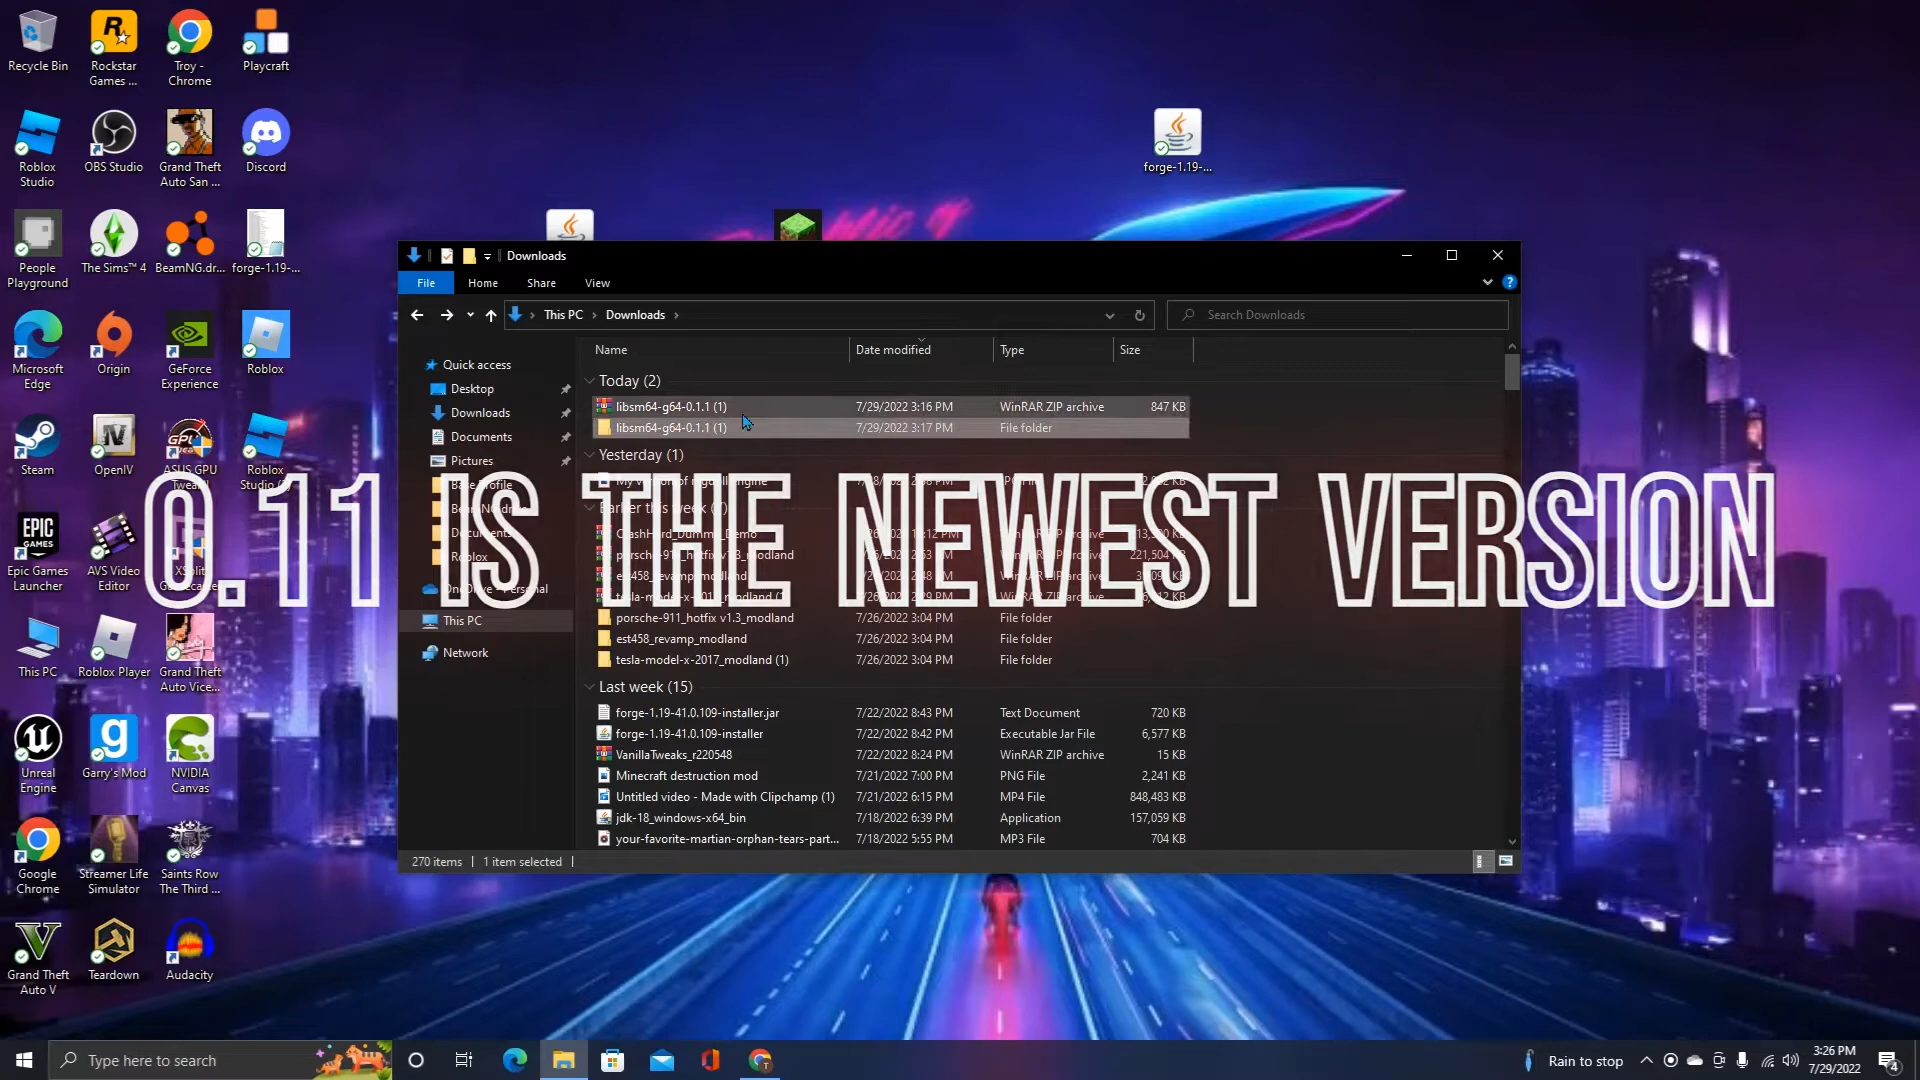 Recycle Bin
Rockstar
Games ...
Troy -
Chrome
Playcraft
Roblox
Studio
OBS Studio
Grand Theft
Auto San ...
Discord
People
Playground
The Sims™ 4
BeamNG.dr...
forge-1.19-...
Microsoft
Edge
Origin
GeForce
Experience
Roblox
Steam
OpenIV
ASUS GPU
Roblox
Epic Games
Launcher
AVS Video
Editor
This PC
Roblox Player
Grand Theft
Auto Vice...
Unreal
Engine
Garry's Mod
NVIDIA
Canvas
Google
Chrome
Streamer Life
Simulator
Saints Row
The Third ...
Grand Theft
Auto V
Teardown
Audacity
forge-1.19-...
Downloads
File
Home
Share
View
This PC
Downloads
Search Downloads
Name
Date modified
Type
Size
Quick access
Desktop
Downloads
Documents
Pictures
This PC
Network
Today (2)
libsm64-g64-0.1.1 (1) 7/29/2022 3:16 PM WinRAR ZIP archive 847 KB
libsm64-g64-0.1.1 (1) 7/29/2022 3:17 PM File folder
Yesterday (1)
0.11 IS THE NEWEST VERSION
porsche-911_hotfix v1.3_modland 7/26/2022 3:04 PM File folder
est458_revamp_modland 7/26/2022 3:04 PM File folder
tesla-model-x-2017_modland (1) 7/26/2022 3:04 PM File folder
Last week (15)
forge-1.19-41.0.109-installer.jar 7/22/2022 8:43 PM Text Document 720 KB
forge-1.19-41.0.109-installer 7/22/2022 8:42 PM Executable Jar File 6,577 KB
VanillaTweaks_r220548 7/22/2022 8:24 PM WinRAR ZIP archive 15 KB
Minecraft destruction mod 7/21/2022 7:00 PM PNG File 2,241 KB
Untitled video - Made with Clipchamp (1) 7/21/2022 6:15 PM MP4 File 848,483 KB
jdk-18_windows-x64_bin 7/18/2022 6:39 PM Application 157,059 KB
your-favorite-martian-orphan-tears-part... 7/18/2022 5:55 PM MP3 File 704 KB
270 items
1 item selected
Type here to search
Rain to stop
3:26 PM
7/29/2022
4